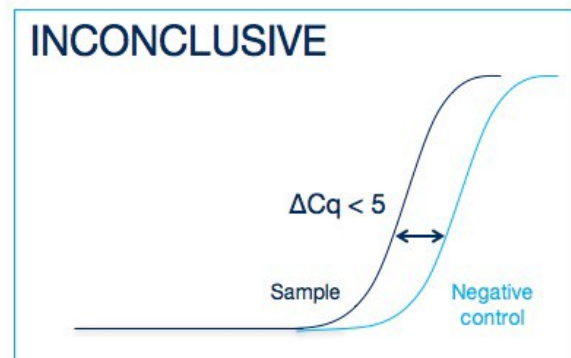 INCONCLUSIVE
ΔCq < 5
Sample
Negative
control